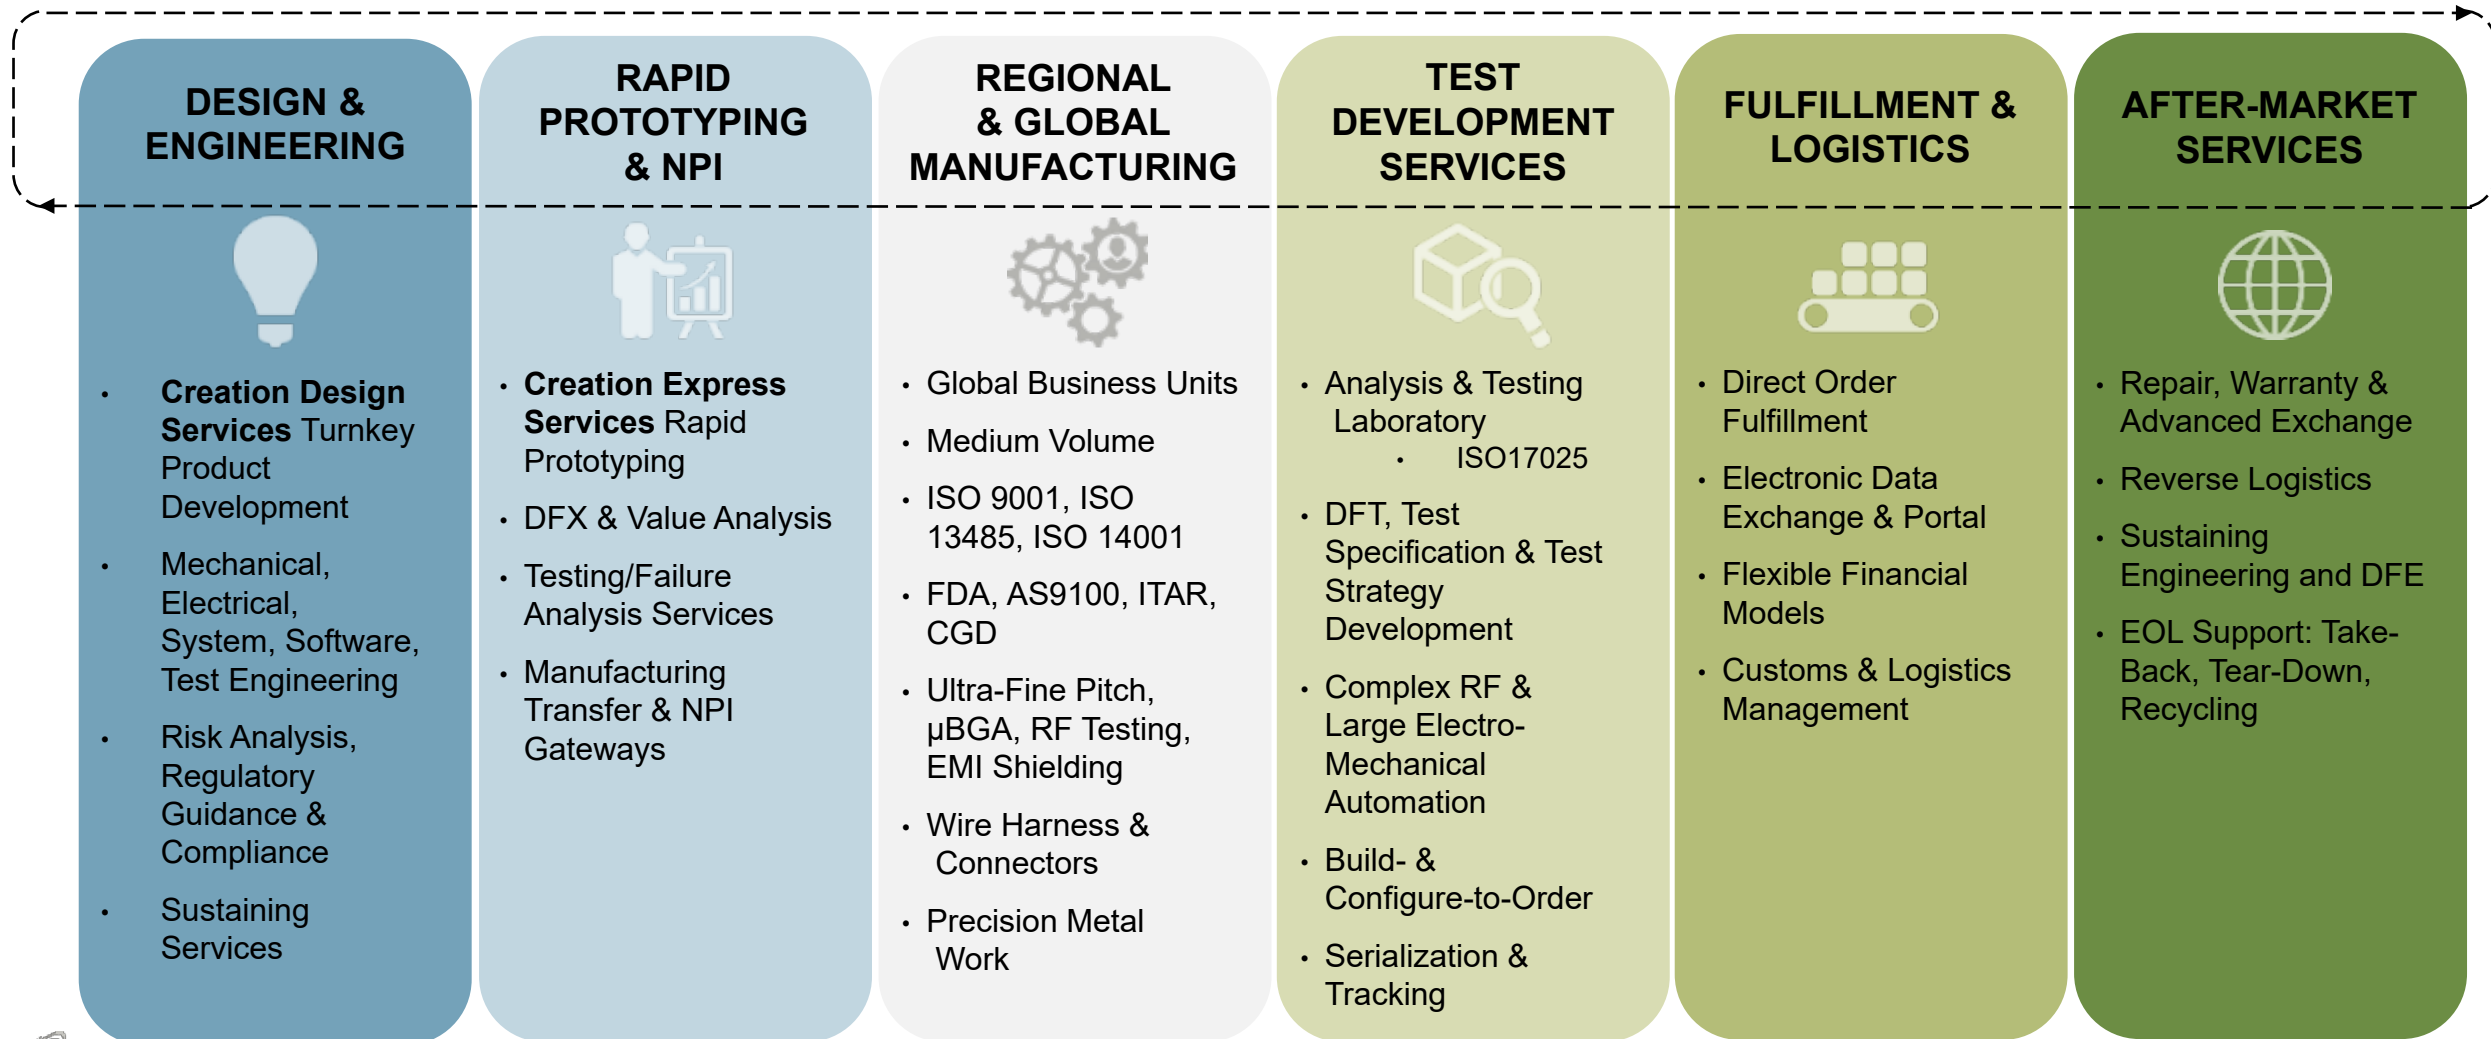 DESIGN &
ENGINEERING
• Creation Design
Services Turnkey
Product
Development
• Mechanical,
Electrical,
System, Software,
Test Engineering
• Risk Analysis,
Regulatory
Guidance &
Compliance
• Sustaining
Services
RAPID
PROTOTYPING
& NPI
• Creation Express
Services Rapid
Prototyping
• DFX & Value Analysis
• Testing/Failure
Analysis Services
• Manufacturing
Transfer & NPI
Gateways
REGIONAL
& GLOBAL
MANUFACTURING
• Global Business Units
• Medium Volume
• ISO 9001, ISO
13485, ISO 14001
• FDA, AS9100, ITAR,
CGD
• Ultra-Fine Pitch,
µBGA, RF Testing,
EMI Shielding
• Wire Harness &
Connectors
• Precision Metal
Work
TEST
DEVELOPMENT
SERVICES
• Analysis & Testing
Laboratory
• ISO17025
• DFT, Test
Specification & Test
Strategy
Development
• Complex RF &
Large Electro-
Mechanical
Automation
• Build- &
Configure-to-Order
• Serialization &
Tracking
FULFILLMENT &
LOGISTICS
• Direct Order
Fulfillment
• Electronic Data
Exchange & Portal
• Flexible Financial
Models
• Customs & Logistics
Management
AFTER-MARKET
SERVICES
• Repair, Warranty &
Advanced Exchange
• Reverse Logistics
• Sustaining
Engineering and DFE
• EOL Support: Take-
Back, Tear-Down,
Recycling